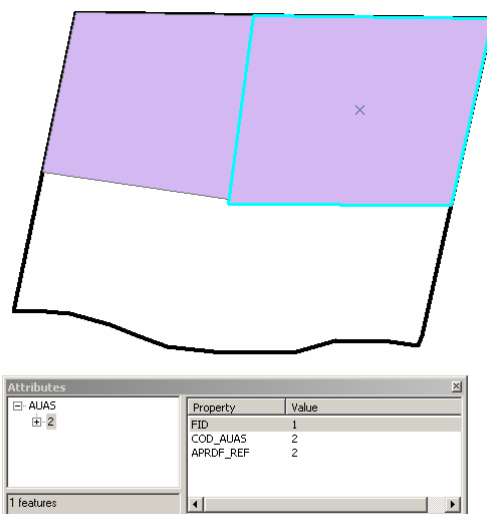 Attributes
AUAS
2
Property Value
FID 1
COD_AUAS 2
APRDF_REF 2
1 features